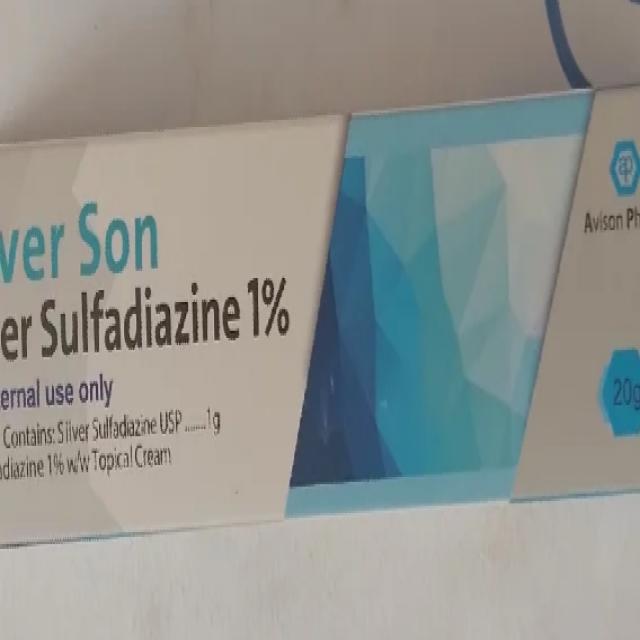 ver Son
er Sulfadiazine 1%
ernal use only
Contains: Silver Sulfadiazine USP ......1g
adiazine 1% w/w Topical Cream
Avison Ph
20g